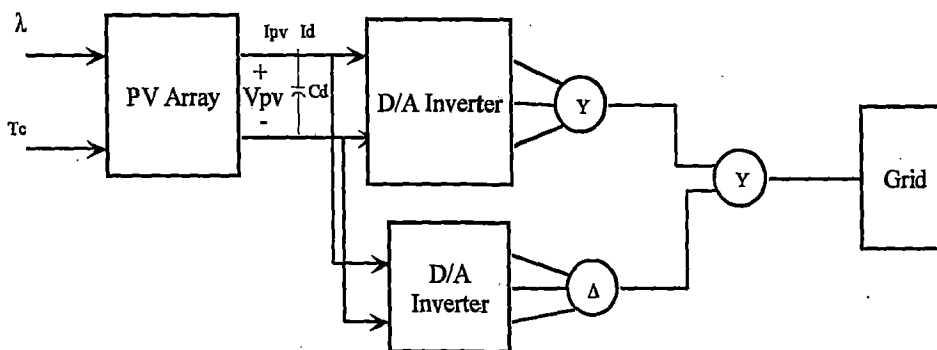 λ
Tc
PV Array
Ipv Id
+
Vpv
-
Cd
D/A Inverter
Y
D/A
Inverter
Δ
Y
Grid